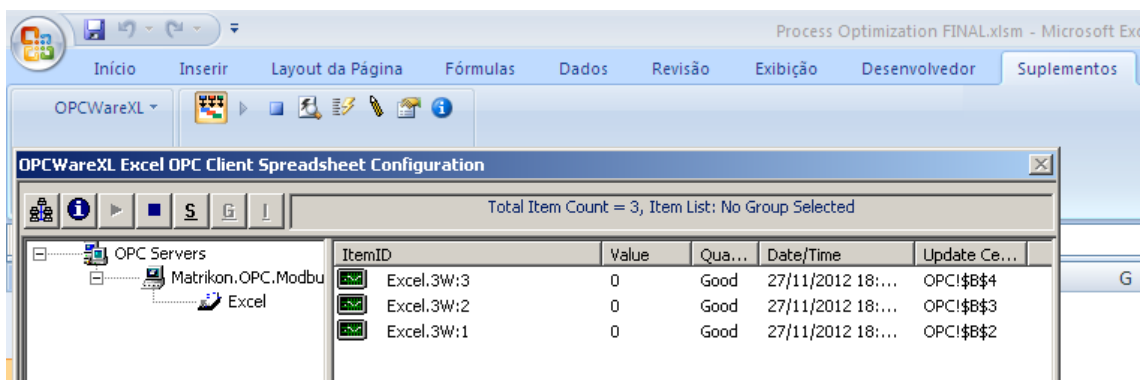 Process Optimization FINAL.xlsm - Microsoft Exc
Início Inserir Layout da Página Fórmulas Dados Revisão Exibição Desenvolvedor Suplementos
OPCWareXL
OPCWareXL Excel OPC Client Spreadsheet Configuration
S G I Total Item Count = 3, Item List: No Group Selected
OPC Servers
Matrikon.OPC.Modbu
Excel
ItemID Value Qua... Date/Time Update Ce...
Excel.3W:3 0 Good 27/11/2012 18:... OPC!$B$4
Excel.3W:2 0 Good 27/11/2012 18:... OPC!$B$3
Excel.3W:1 0 Good 27/11/2012 18:... OPC!$B$2
G